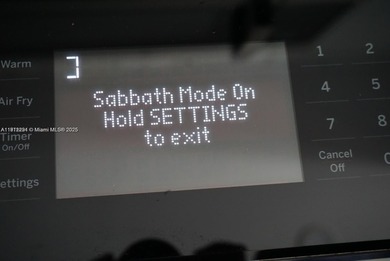 Warm
Air Fry
Timer
On/Off
Settings
Sabbath Mode On
Hold SETTINGS
to exit
1 2
4 5
7 8
Cancel
Off
0
© Miami MLS® 2025